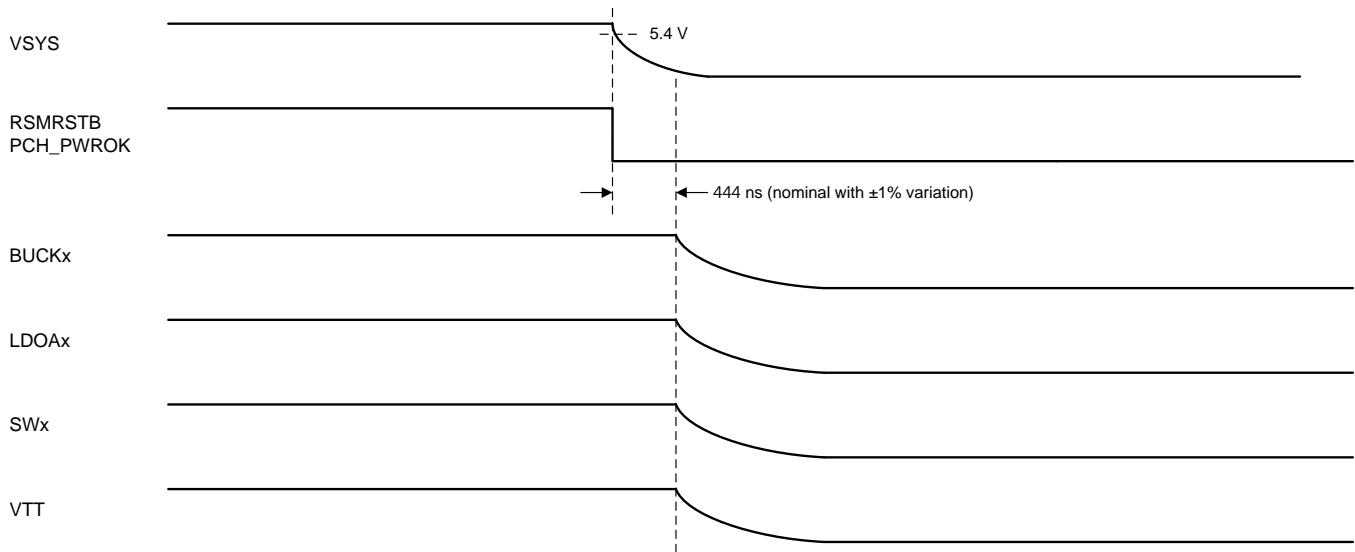 VSYS
5.4 V
RSMRSTB
PCH_PWROK
444 ns (nominal with ±1% variation)
BUCKx
LDOAx
SWx
VTT